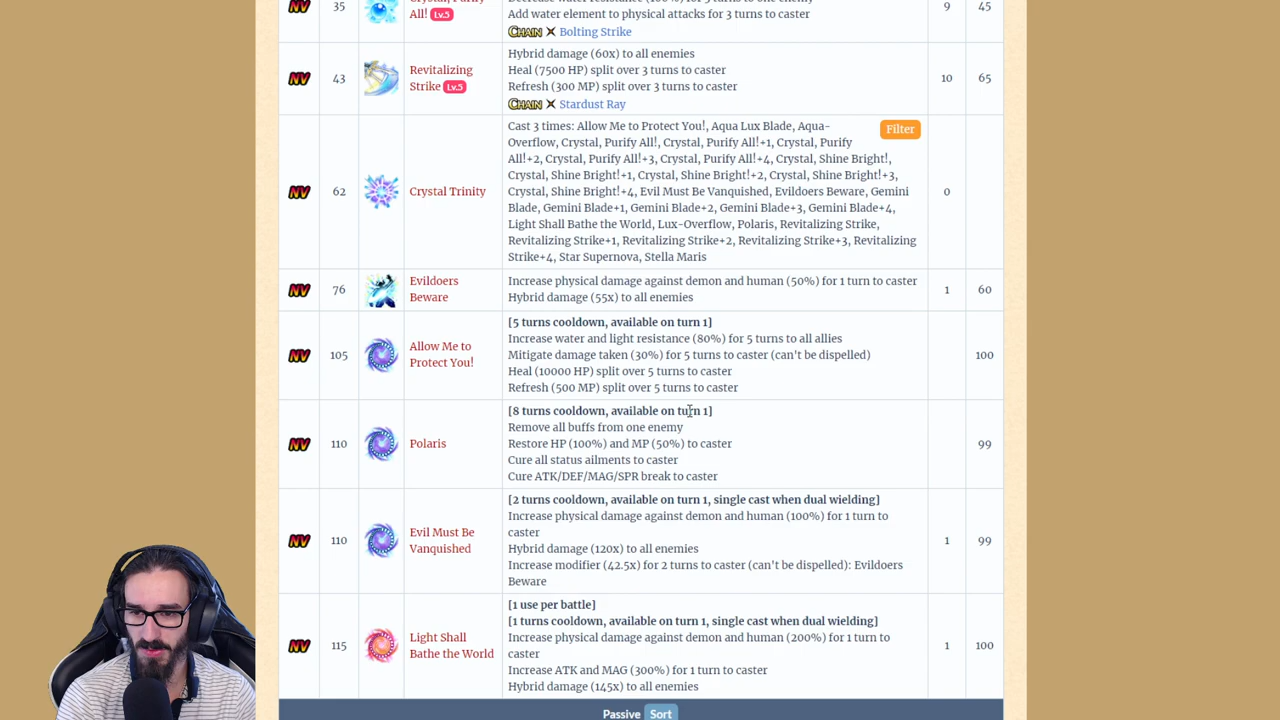 NV 35 Crystal, Purify All! Lv.5
Add water element to physical attacks for 3 turns to caster
CHAIN Bolting Strike
9 45
NV 43 Revitalizing Strike Lv.5
Hybrid damage (60x) to all enemies
Heal (7500 HP) split over 3 turns to caster
Refresh (300 MP) split over 3 turns to caster
CHAIN Stardust Ray
10 65
NV 62 Crystal Trinity
Cast 3 times: Allow Me to Protect You!, Aqua Lux Blade, Aqua-
Overflow, Crystal, Purify All!, Crystal, Purify All!+1, Crystal, Purify
All!+2, Crystal, Purify All!+3, Crystal, Purify All!+4, Crystal, Shine Bright!,
Crystal, Shine Bright!+1, Crystal, Shine Bright!+2, Crystal, Shine Bright!+3,
Crystal, Shine Bright!+4, Evil Must Be Vanquished, Evildoers Beware, Gemini
Blade, Gemini Blade+1, Gemini Blade+2, Gemini Blade+3, Gemini Blade+4,
Light Shall Bathe the World, Lux-Overflow, Polaris, Revitalizing Strike,
Revitalizing Strike+1, Revitalizing Strike+2, Revitalizing Strike+3, Revitalizing
Strike+4, Star Supernova, Stella Maris
Filter
0
NV 76 Evildoers
Beware
Increase physical damage against demon and human (50%) for 1 turn to caster
Hybrid damage (55x) to all enemies
1 60
NV 105 Allow Me to
Protect You!
[5 turns cooldown, available on turn 1]
Increase water and light resistance (80%) for 5 turns to all allies
Mitigate damage taken (30%) for 5 turns to caster (can't be dispelled)
Heal (10000 HP) split over 5 turns to caster
Refresh (500 MP) split over 5 turns to caster
100
NV 110 Polaris
[8 turns cooldown, available on turn 1]
Remove all buffs from one enemy
Restore HP (100%) and MP (50%) to caster
Cure all status ailments to caster
Cure ATK/DEF/MAG/SPR break to caster
99
NV 110 Evil Must Be
Vanquished
[2 turns cooldown, available on turn 1, single cast when dual wielding]
Increase physical damage against demon and human (100%) for 1 turn to
caster
Hybrid damage (120x) to all enemies
Increase modifier (42.5x) for 2 turns to caster (can't be dispelled): Evildoers
Beware
1 99
NV 115 Light Shall
Bathe the World
[1 use per battle]
[1 turns cooldown, available on turn 1, single cast when dual wielding]
Increase physical damage against demon and human (200%) for 1 turn to
caster
Increase ATK and MAG (300%) for 1 turn to caster
Hybrid damage (145x) to all enemies
1 100
Passive Sort